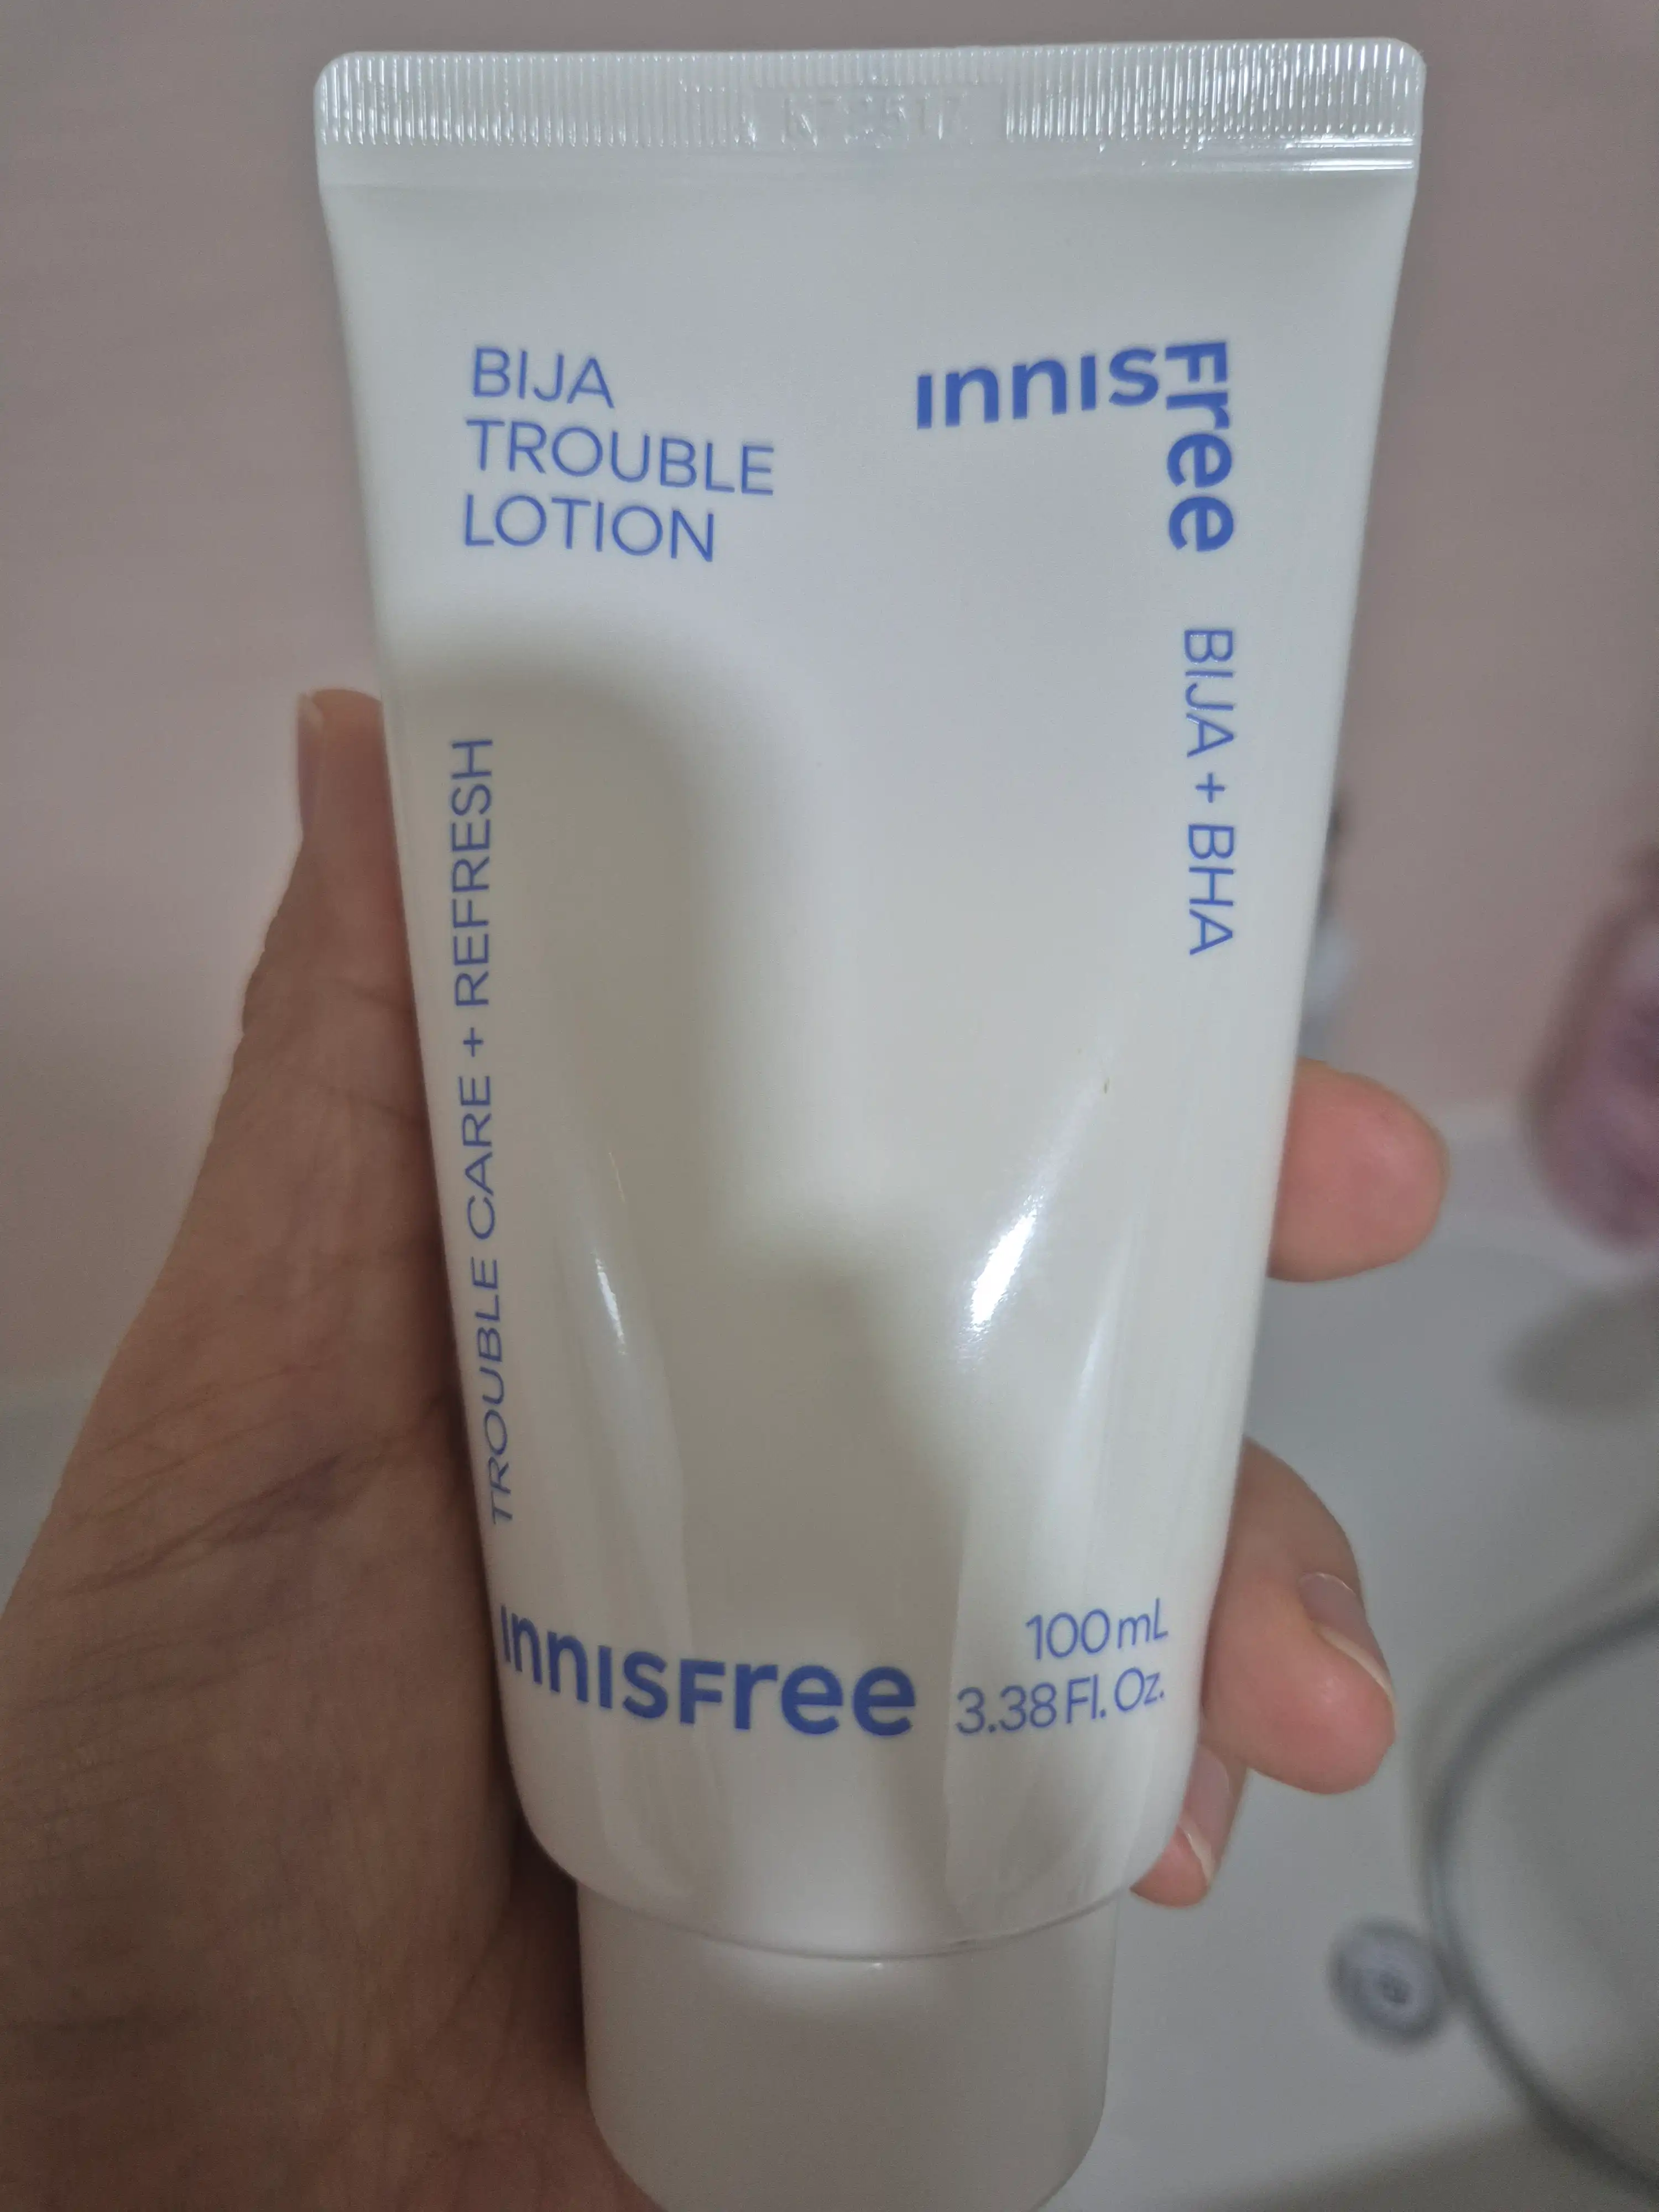 BIJA
TROUBLE
LOTION
INNISFree
BIJA + BHA
TROUBLE CARE + REFRESH
INNISFree
100mL
3.38 Fl. Oz.